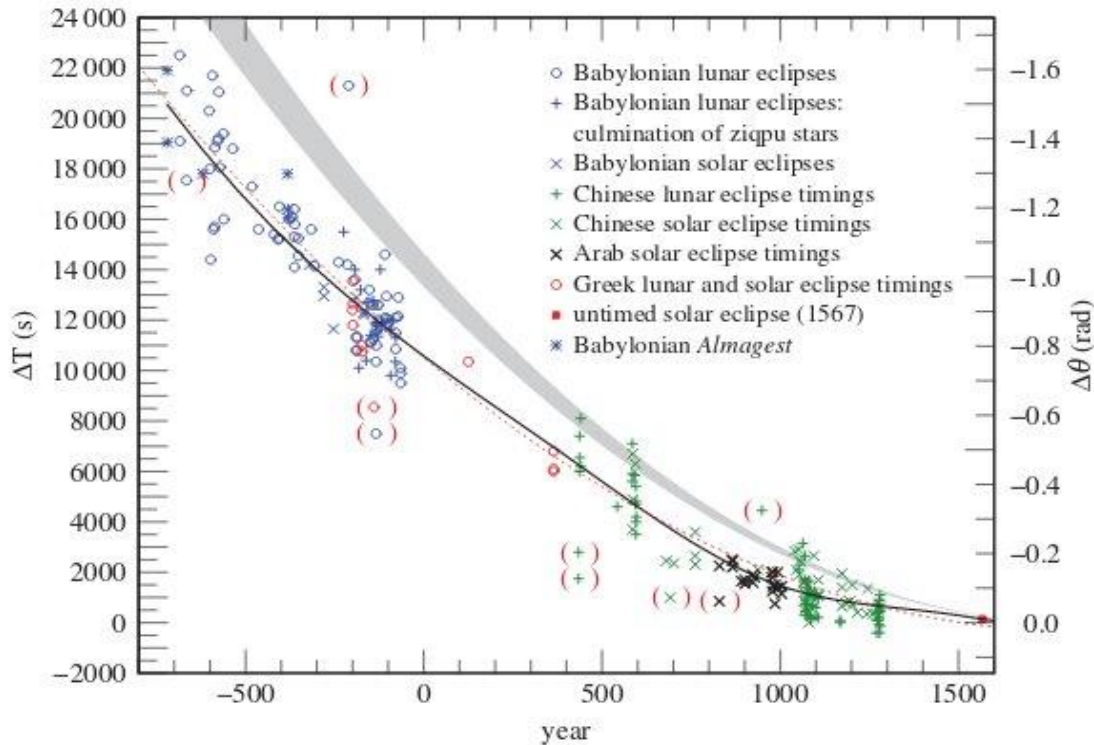 24 000
22 000
20 000
18 000
16 000
14 000
12 000
10 000
8000
6000
4000
2000
0
−2000
ΔT (s)
Babylonian lunar eclipses
Babylonian lunar eclipses:
culmination of ziqpu stars
Babylonian solar eclipses
Chinese lunar eclipse timings
Chinese solar eclipse timings
Arab solar eclipse timings
Greek lunar and solar eclipse timings
untimed solar eclipse (1567)
Babylonian Almagest
−1.6
−1.4
−1.2
−1.0
−0.8
−0.6
−0.4
−0.2
0.0
Δθ (rad)
−500 0 500 1000 1500
year